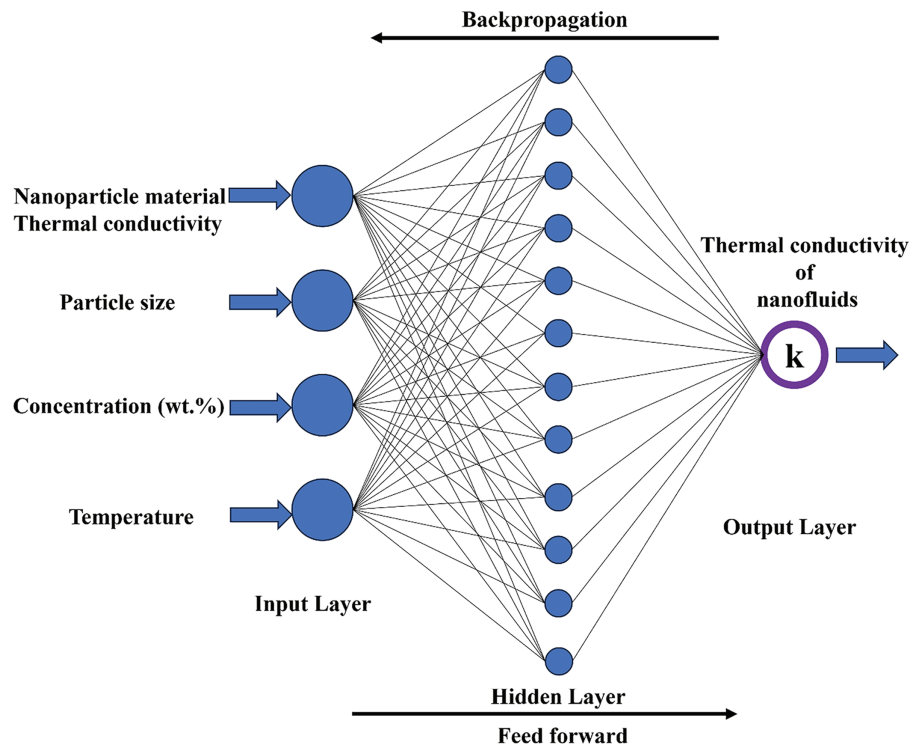 Backpropagation
Nanoparticle material
Thermal conductivity
Particle size
Concentration (wt.%)
Temperature
Input Layer
Hidden Layer
Feed forward
Thermal conductivity
of
nanofluids
k
Output Layer